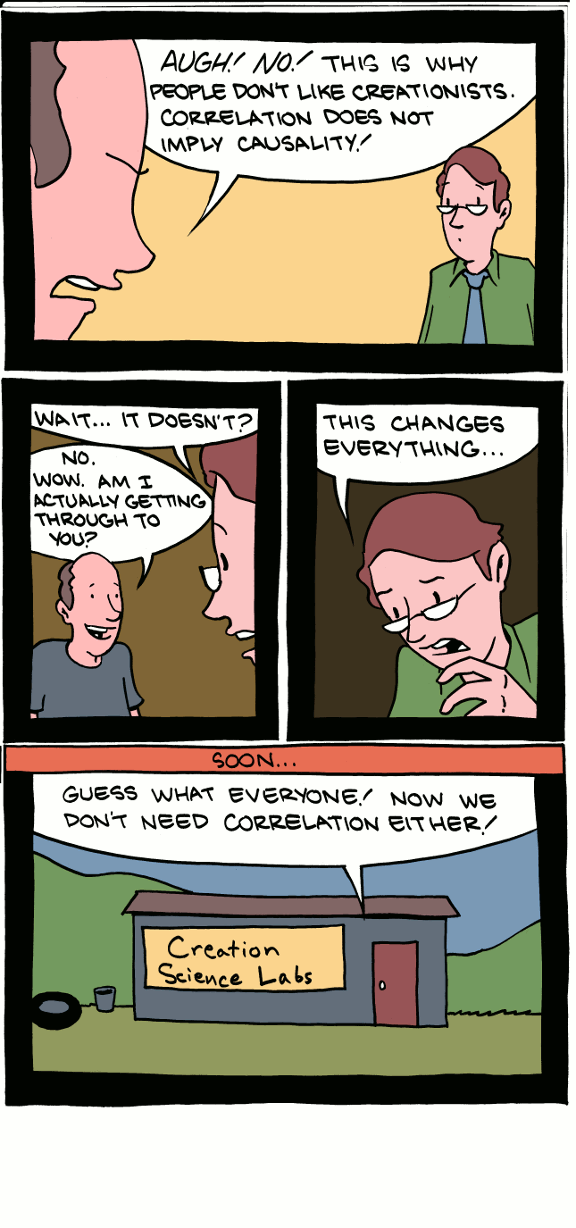 AUGH! NO! THIS IS WHY
PEOPLE DON'T LIKE CREATIONISTS.
CORRELATION DOES NOT
IMPLY CAUSALITY!
WAIT... IT DOESN'T?
NO.
WOW. AM I
ACTUALLY GETTING
THROUGH TO
YOU?
THIS CHANGES
EVERYTHING...
SOON...
GUESS WHAT EVERYONE! NOW WE
DON'T NEED CORRELATION EITHER!
Creation
Science Labs